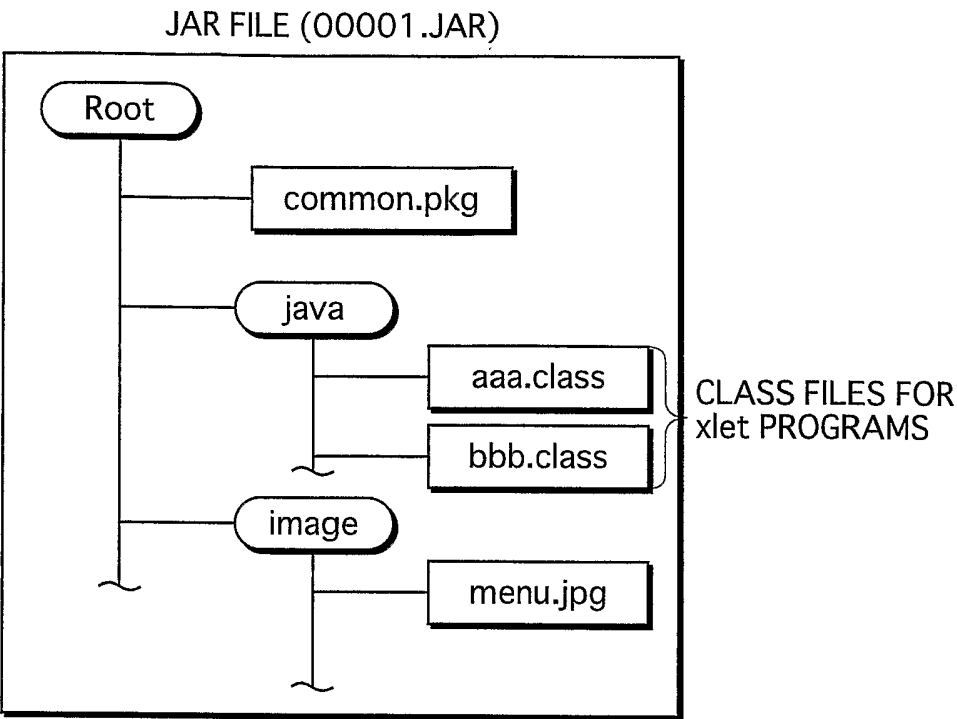 JAR FILE (00001.JAR)
Root
common.pkg
java
aaa.class
bbb.class
CLASS FILES FOR
xlet PROGRAMS
image
menu.jpg